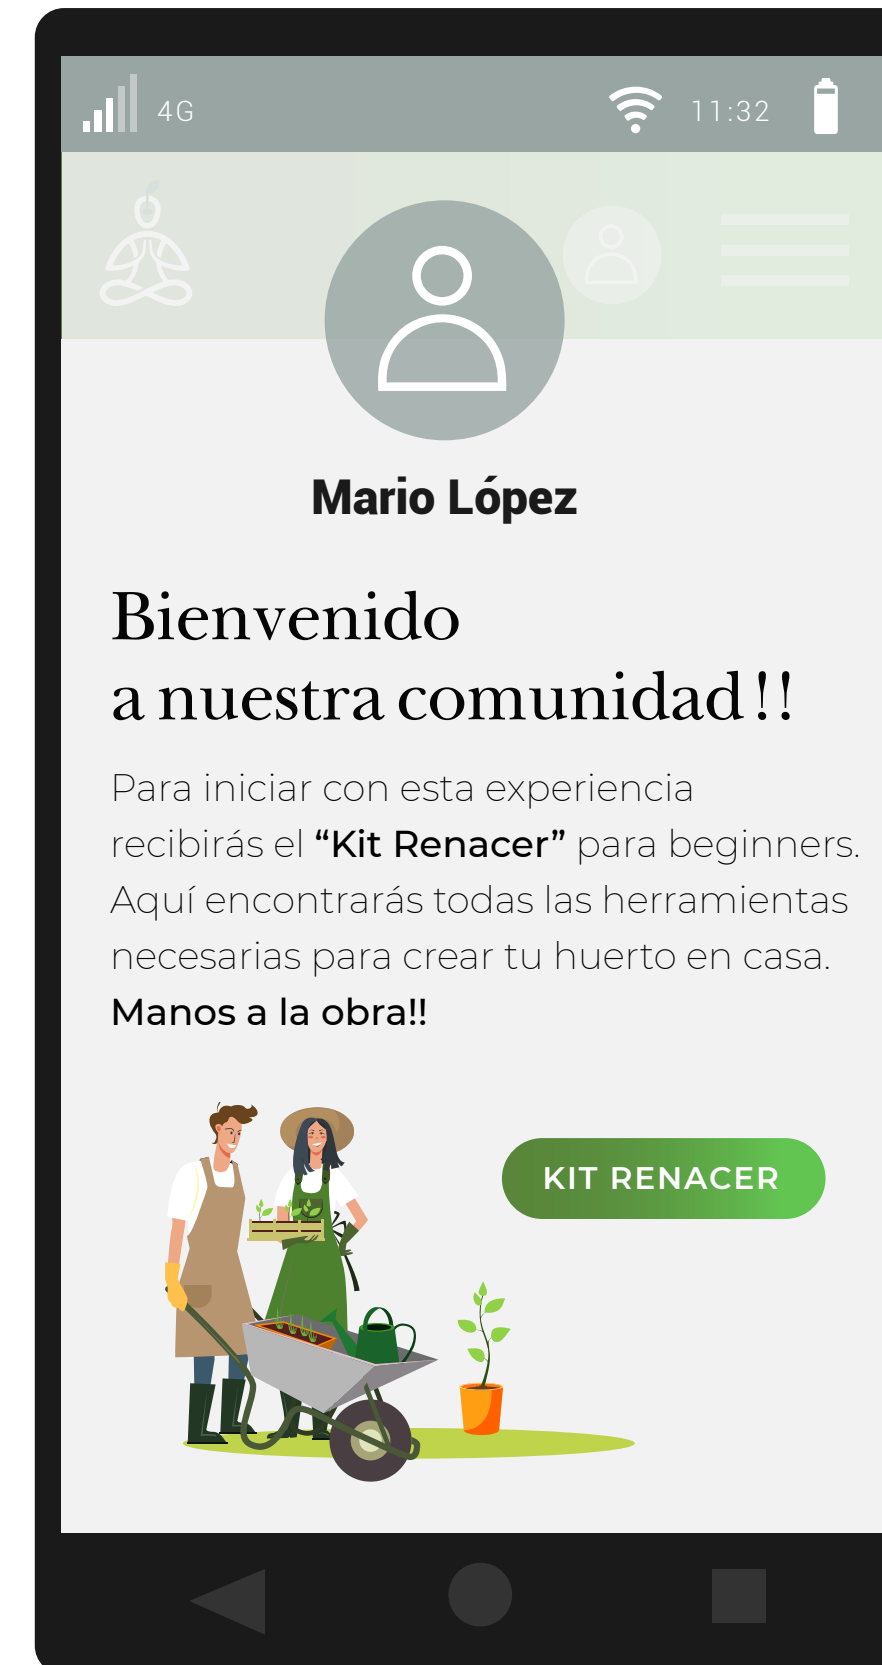 4G
11:32
Mario López
Bienvenido
a nuestra comunidad!!
Para iniciar con esta experiencia
recibirás el “Kit Renacer” para beginners.
Aquí encontrarás todas las herramientas
necesarias para crear tu huerto en casa.
Manos a la obra!!
KIT RENACER